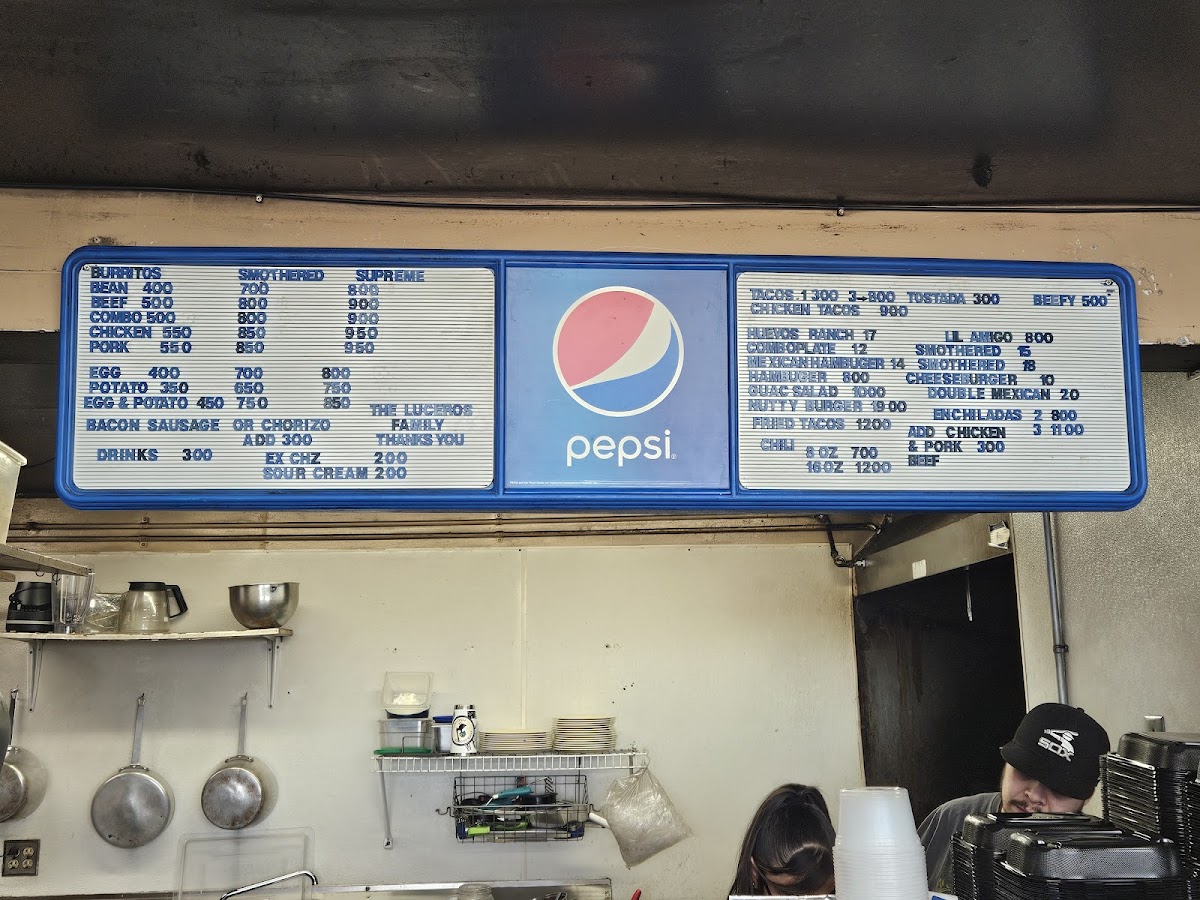 BURRITOS SMOTHERED SUPREME
BEAN 400 700 800
BEEF 500 800 900
COMBO 500 800 900
CHICKEN 550 850 950
PORK 550 850 950
EGG 400 700 800
POTATO 350 650 750
EGG & POTATO 450 750 850
BACON SAUSAGE OR CHORIZO
ADD 300
THE LUCEROS
FAMILY
THANKS YOU
DRINKS 300
EX CHZ 200
SOUR CREAM 200
pepsi
TACOS 1 300 3→800 TOSTADA 300 BEEFY 500
CHICKEN TACOS 900
HUEVOS RANCH 17 LIL AMIGO 800
COMBOPLATE 12 SMOTHERED 15
MEXICAN HAMBUGER 14 SMOTHERED 18
HAMBUGER 800 CHEESEBURGER 10
GUAC SALAD 1000 DOUBLE MEXICAN 20
NUTTY BURGER 1900
ENCHILADAS 2 800
3 1100
FRIED TACOS 1200
ADD CHICKEN
& PORK 300
BEEF
CHILI 8 OZ 700
16 OZ 1200
SOX